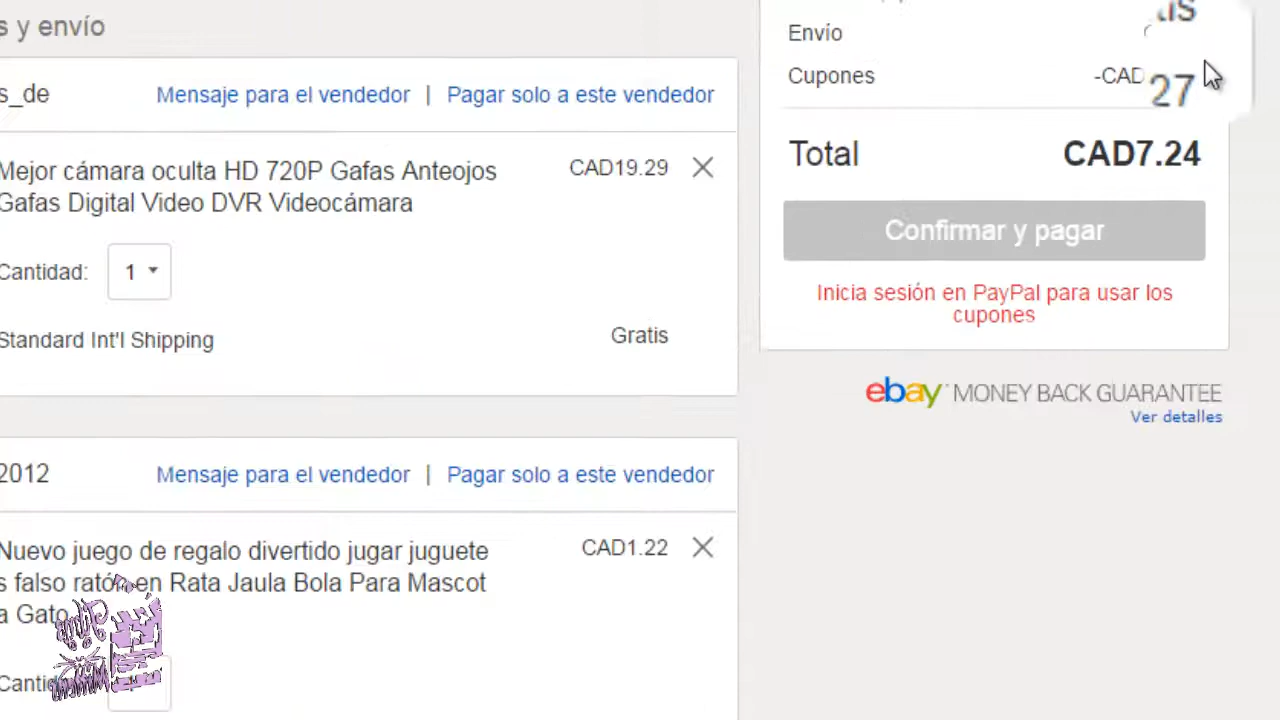 s y envío
s_de
Mensaje para el vendedor | Pagar solo a este vendedor
Mejor cámara oculta HD 720P Gafas Anteojos
Gafas Digital Video DVR Videocámara
CAD19.29
Cantidad: 1
Standard Int'l Shipping
Gratis
2012
Mensaje para el vendedor | Pagar solo a este vendedor
Nuevo juego de regalo divertido jugar juguete
s falso ratón en Rata Jaula Bola Para Mascot
a Gato
CAD1.22
Envío
Cupones -CAD 27
Total CAD7.24
Confirmar y pagar
Inicia sesión en PayPal para usar los
cupones
ebay MONEY BACK GUARANTEE
Ver detalles